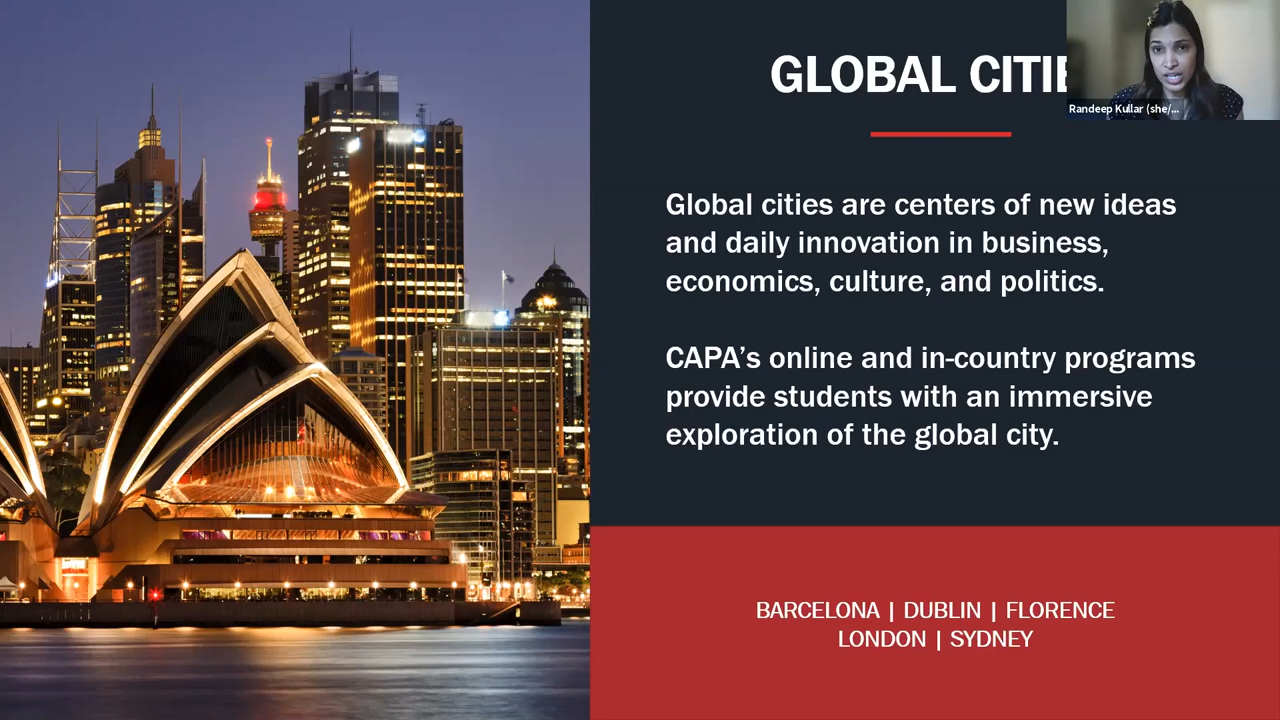 GLOBAL CITIE
Randeep Kullar (she/...
Global cities are centers of new ideas
and daily innovation in business,
economics, culture, and politics.
CAPA’s online and in-country programs
provide students with an immersive
exploration of the global city.
BARCELONA | DUBLIN | FLORENCE
LONDON | SYDNEY